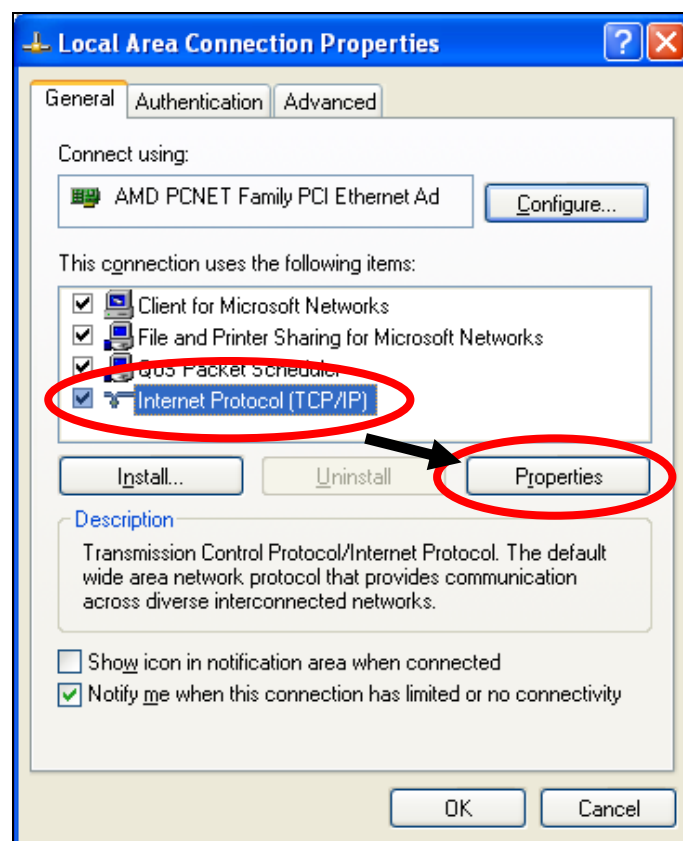 Local Area Connection Properties
General Authentication Advanced
Connect using:
AMD PCNET Family PCI Ethernet Ad
Configure...
This connection uses the following items:
Client for Microsoft Networks
File and Printer Sharing for Microsoft Networks
QoS Packet Scheduler
Internet Protocol (TCP/IP)
Install... Uninstall Properties
Description
Transmission Control Protocol/Internet Protocol. The default
wide area network protocol that provides communication
across diverse interconnected networks.
Show icon in notification area when connected
Notify me when this connection has limited or no connectivity
OK Cancel